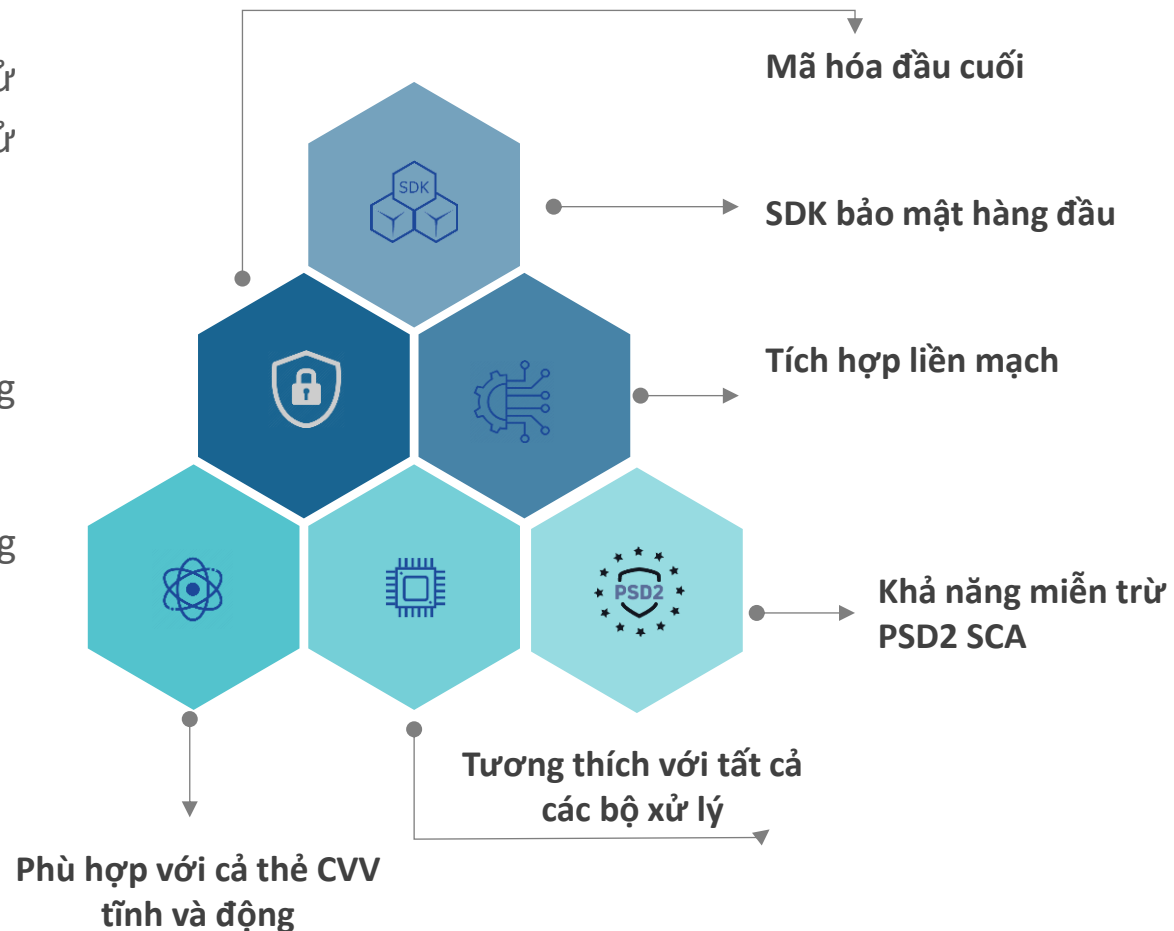 Mã hóa đầu cuối
ử
ử
SDK
SDK bảo mật hàng đầu
Tích hợp liền mạch
ng
ng
PSD2
Khả năng miễn trừ
PSD2 SCA
Tương thích với tất cả
các bộ xử lý
Phù hợp với cả thẻ CVV
tĩnh và động